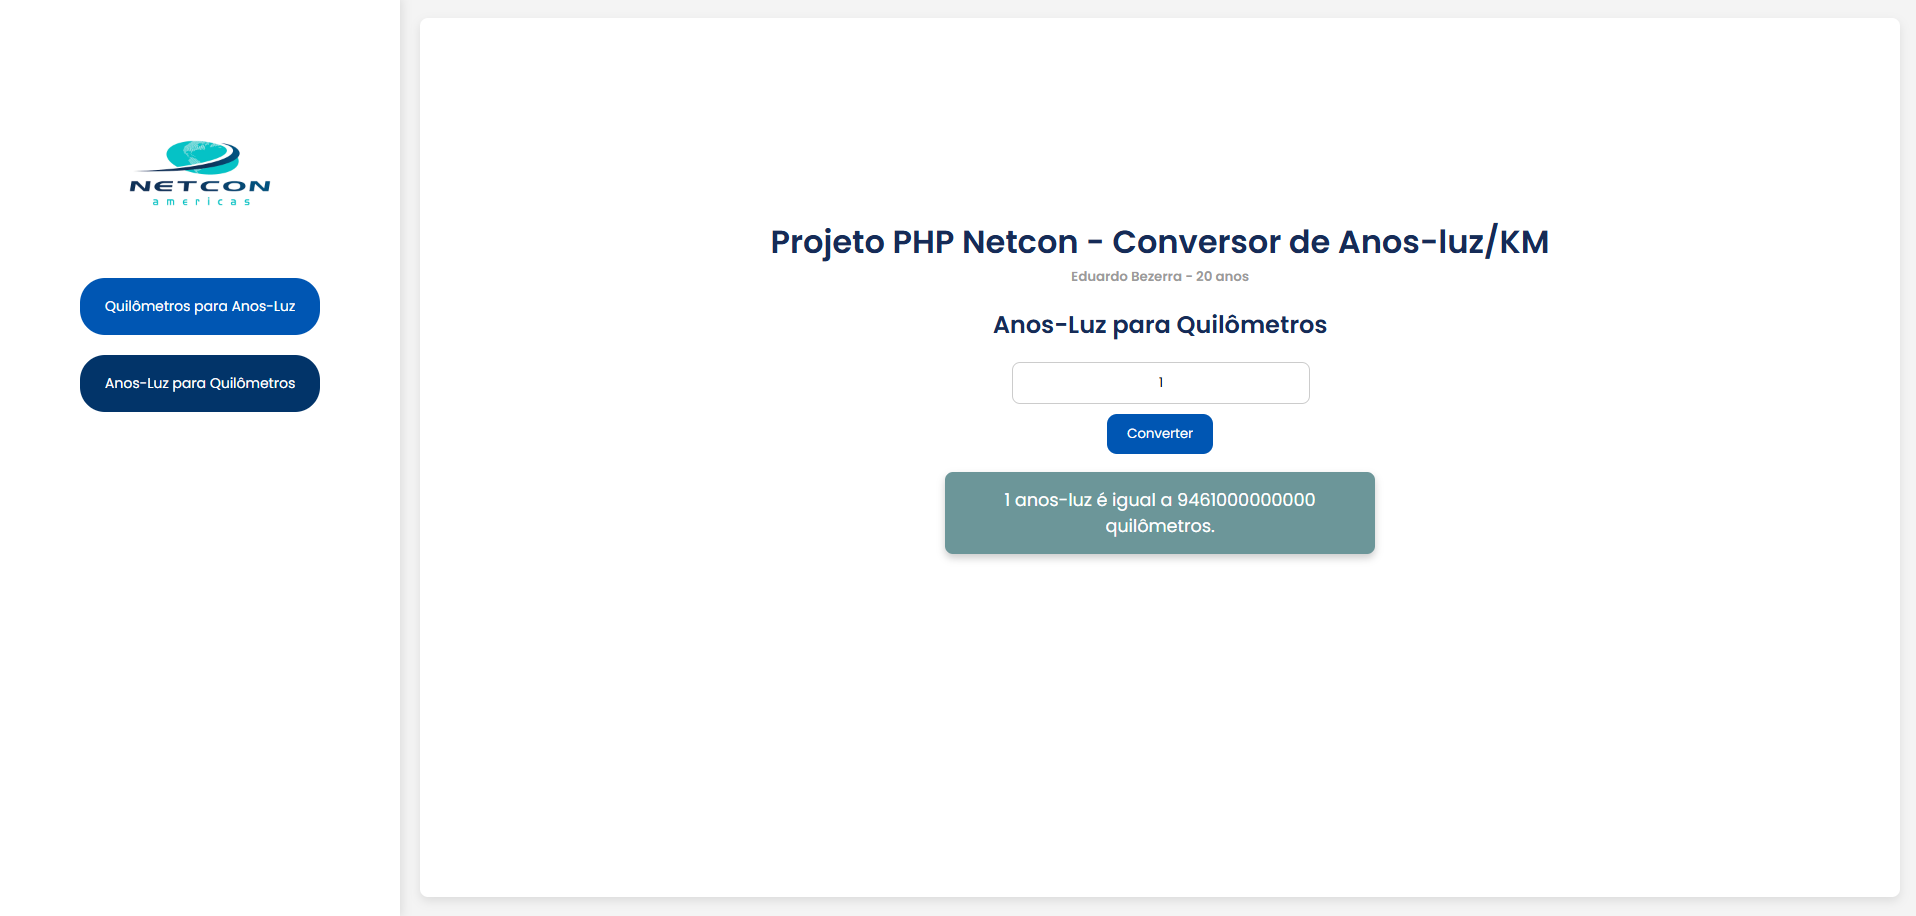 NETCON
americas
Quilômetros para Anos-Luz
Anos-Luz para Quilômetros
Projeto PHP Netcon - Conversor de Anos-luz/KM
Eduardo Bezerra - 20 anos
Anos-Luz para Quilômetros
1
Converter
1 anos-luz é igual a 9461000000000
quilômetros.